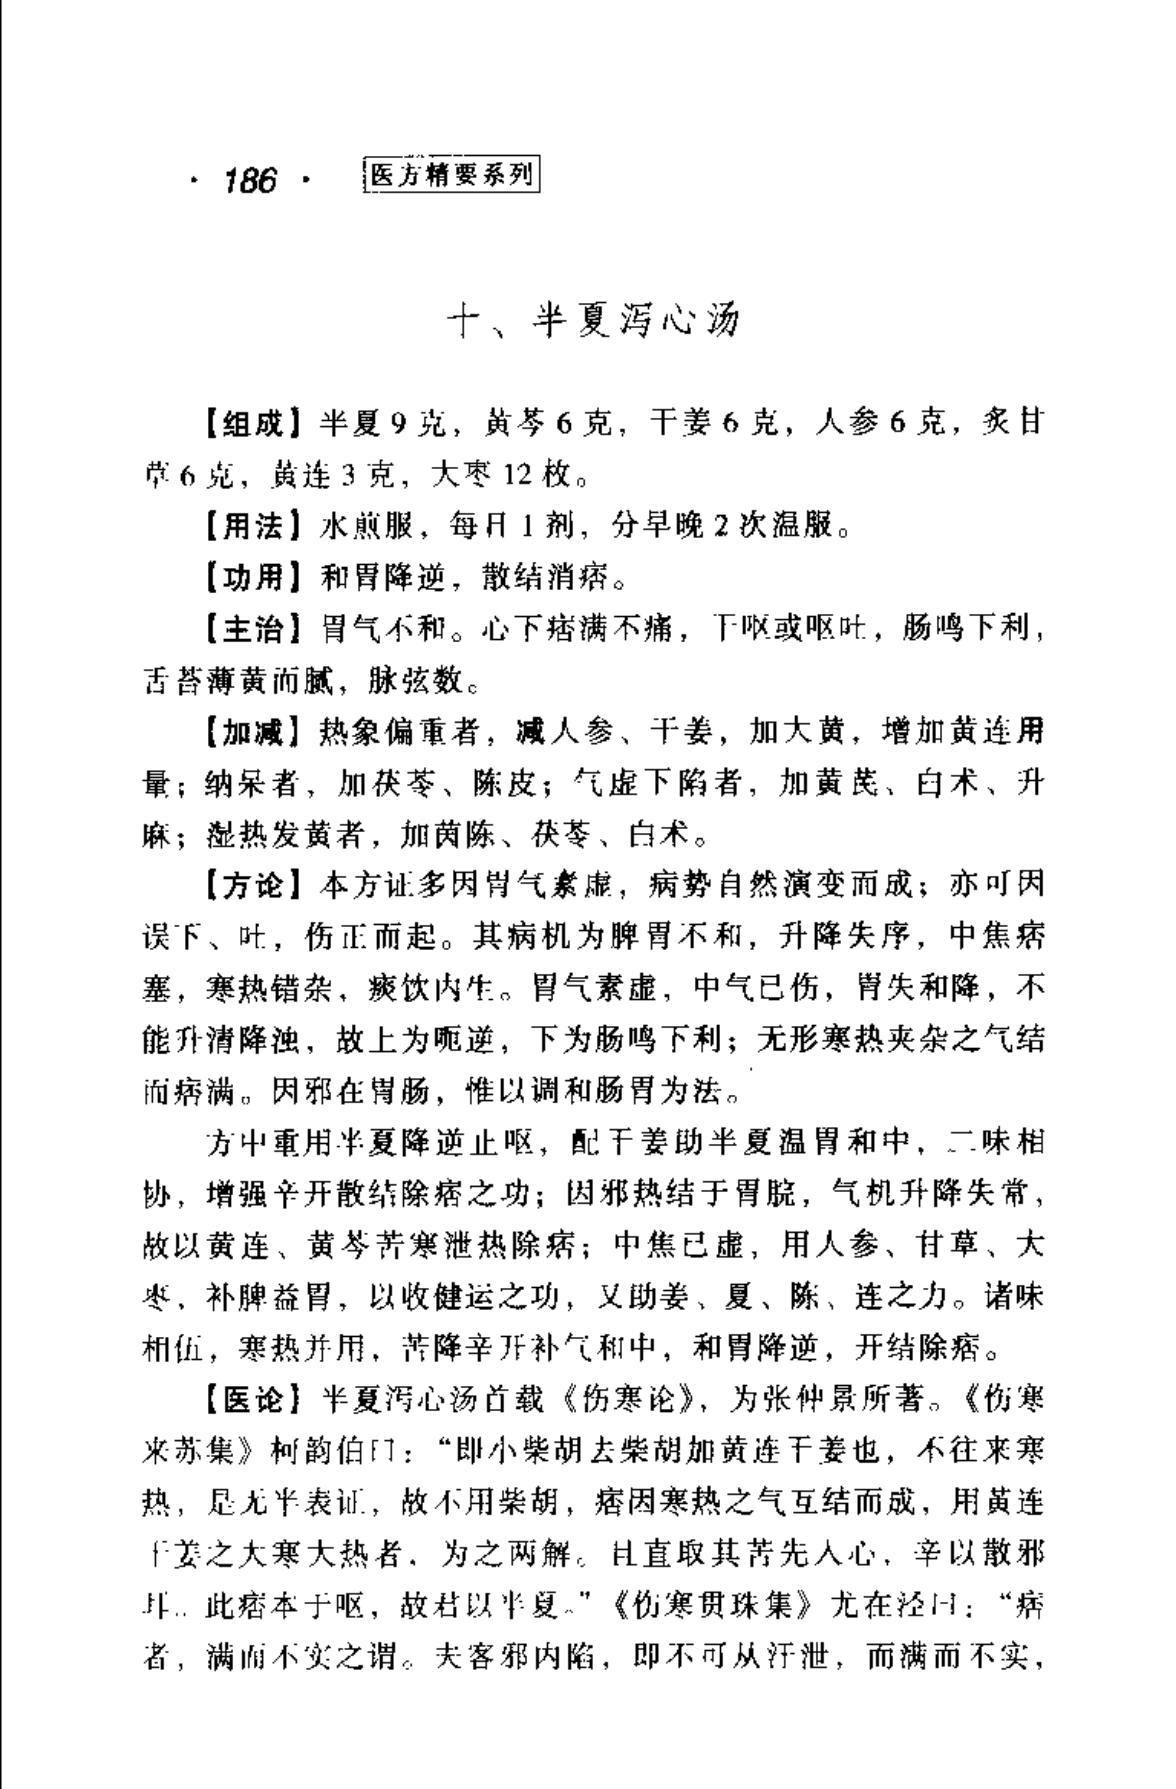 · 186 · 医方精要系列
十、半夏泻心汤
【组成】半夏9克，黄芩6克，干姜6克，人参6克，炙甘
草6克，黄连3克，大枣12枚。
【用法】水煎服，每日1剂，分早晚2次温服。
【功用】和胃降逆，散结消痞。
【主治】胃气不和。心下痞满不痛，干呕或呕吐，肠鸣下利，
舌苔薄黄而腻，脉弦数。
【加减】热象偏重者，减人参、干姜，加大黄，增加黄连用
量；纳呆者，加茯苓、陈皮；气虚下陷者，加黄芪、白术、升
麻；湿热发黄者，加茵陈、茯苓、白术。
【方论】本方证多因胃气素虚，病势自然演变而成；亦可因
误下、吐，伤正而起。其病机为脾胃不和，升降失序，中焦痞
塞，寒热错杂，痰饮内生。胃气素虚，中气已伤，胃失和降，不
能升清降浊，故上为呃逆，下为肠鸣下利；无形寒热夹杂之气结
而痞满。因邪在胃肠，惟以调和肠胃为法。
方中重用半夏降逆止呕，配干姜助半夏温胃和中，二味相
协，增强辛开散结除痞之功；因邪热结于胃脘，气机升降失常，
故以黄连、黄芩苦寒泄热除痞；中焦已虚，用人参、甘草、大
枣，补脾益胃，以收健运之功，又助姜、夏、陈、连之力。诸味
相伍，寒热并用，苦降辛开补气和中，和胃降逆，开结除痞。
【医论】半夏泻心汤首载《伤寒论》，为张仲景所著。《伤寒
来苏集》柯韵伯曰：“即小柴胡去柴胡加黄连干姜也，不往来寒
热，是无半表证，故不用柴胡，痞因寒热之气互结而成，用黄连
干姜之大寒大热者，为之两解。且直取其苦先入心，辛以散邪
耳。此痞本于呕，故君以半夏。”《伤寒贯珠集》尤在泾曰：“痞
者，满而不实之谓。夫客邪内陷，即不可从汗泄，而满而不实，